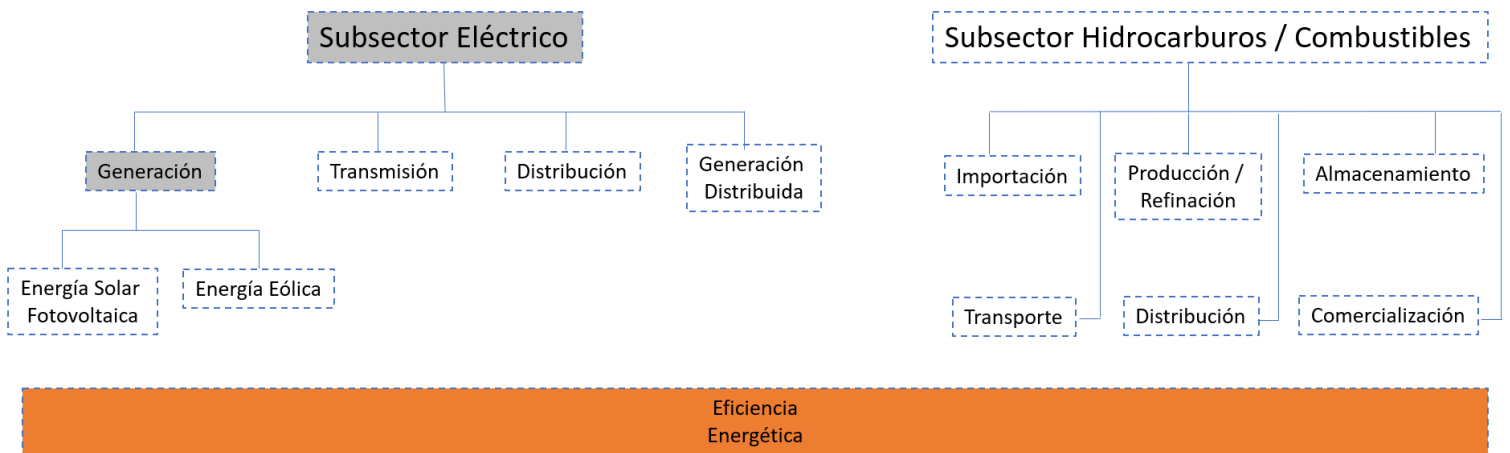 Subsector Eléctrico
Subsector Hidrocarburos / Combustibles
Generación
Transmisión
Distribución
Generación
Distribuida
Importación
Producción /
Refinación
Almacenamiento
Energía Solar
Fotovoltaica
Energía Eólica
Transporte
Distribución
Comercialización
Eficiencia
Energética